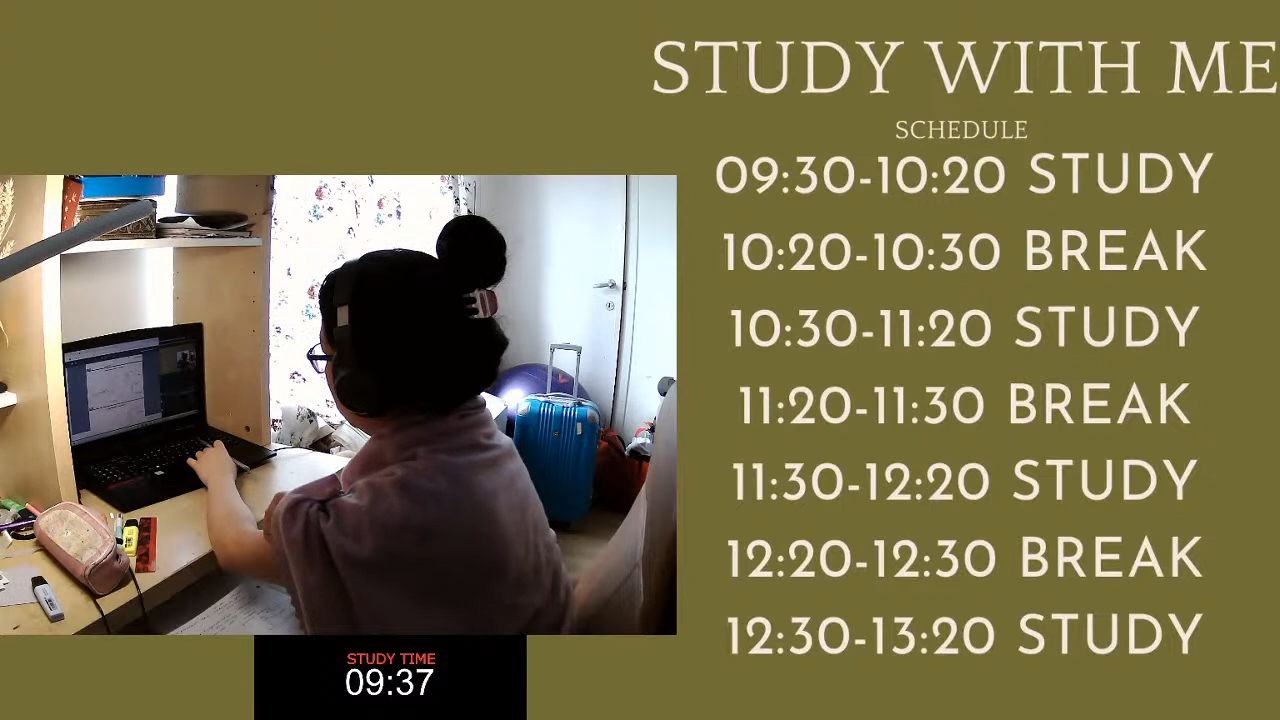 STUDY WITH ME
SCHEDULE
09:30-10:20 STUDY
10:20-10:30 BREAK
10:30-11:20 STUDY
11:20-11:30 BREAK
11:30-12:20 STUDY
12:20-12:30 BREAK
12:30-13:20 STUDY
STUDY TIME
09:37